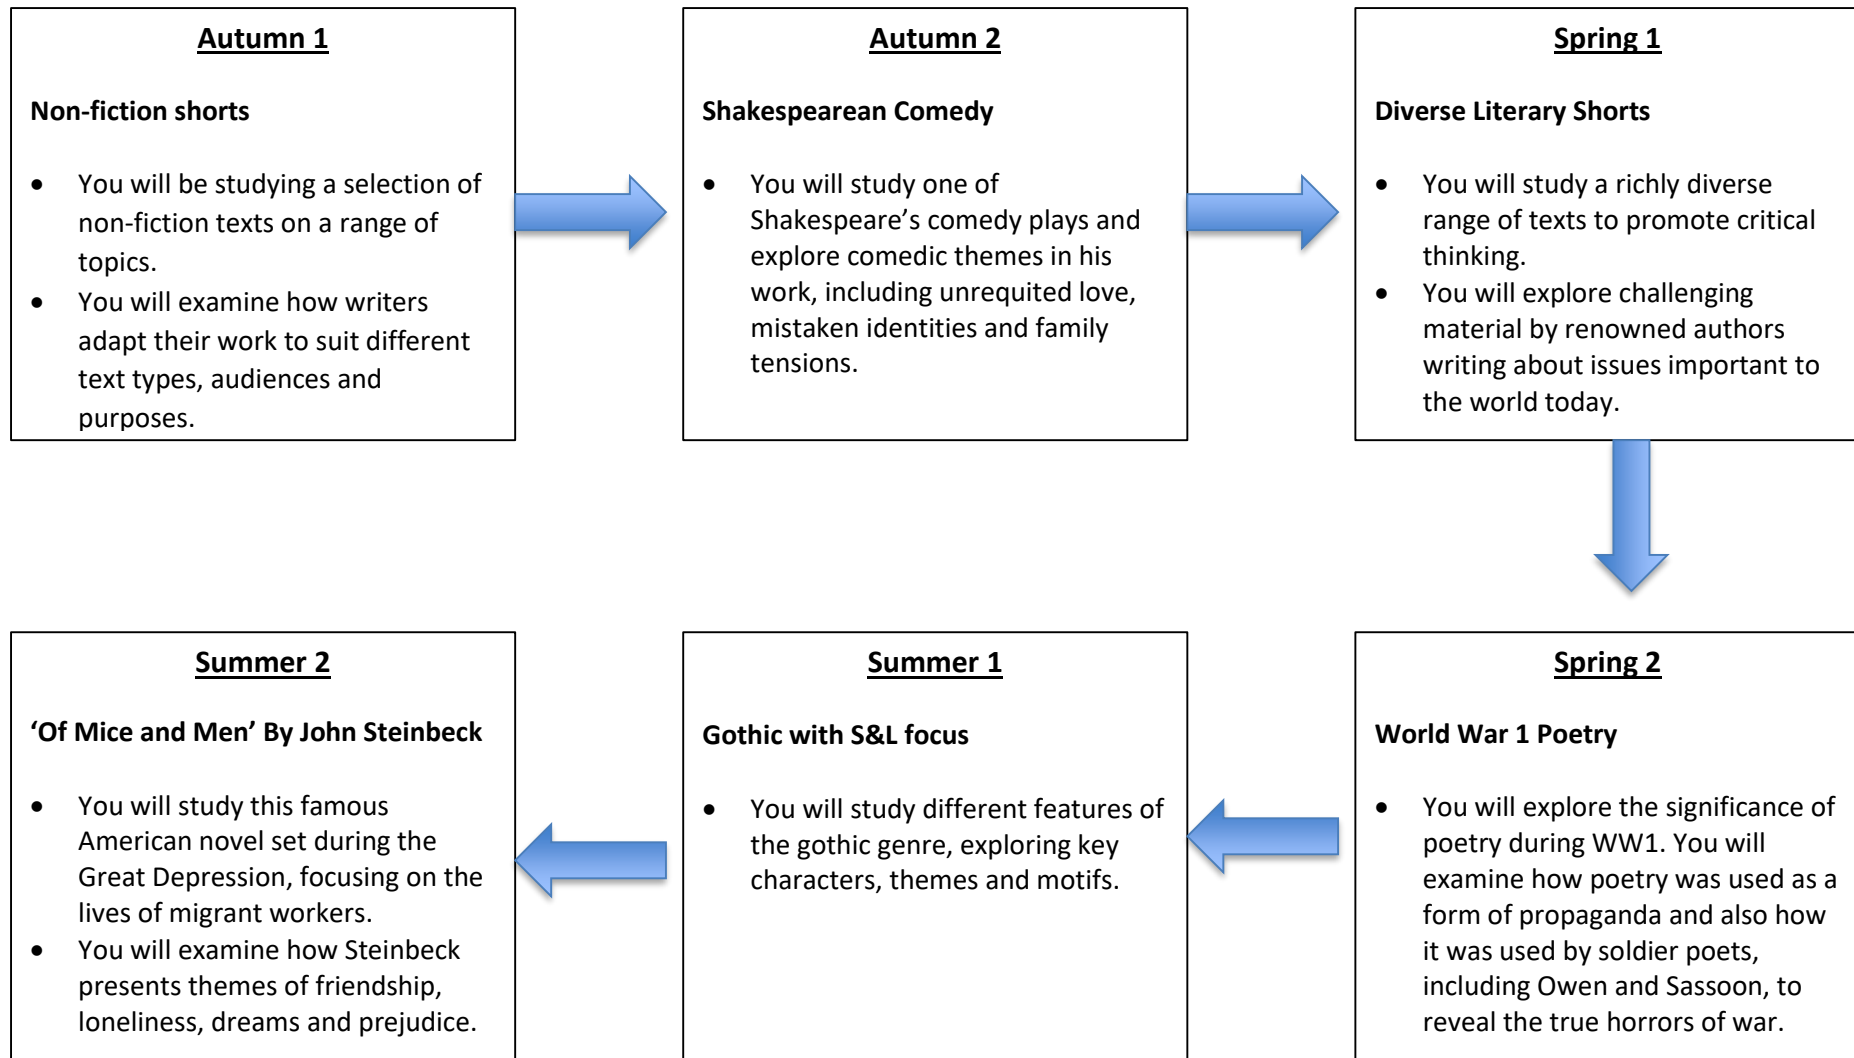 Autumn 1
Non-fiction shorts
• You will be studying a selection of
non-fiction texts on a range of
topics.
• You will examine how writers
adapt their work to suit different
text types, audiences and
purposes.
Autumn 2
Shakespearean Comedy
• You will study one of
Shakespeare’s comedy plays and
explore comedic themes in his
work, including unrequited love,
mistaken identities and family
tensions.
Spring 1
Diverse Literary Shorts
• You will study a richly diverse
range of texts to promote critical
thinking.
• You will explore challenging
material by renowned authors
writing about issues important to
the world today.
Spring 2
World War 1 Poetry
• You will explore the significance of
poetry during WW1. You will
examine how poetry was used as a
form of propaganda and also how
it was used by soldier poets,
including Owen and Sassoon, to
reveal the true horrors of war.
Summer 1
Gothic with S&L focus
• You will study different features of
the gothic genre, exploring key
characters, themes and motifs.
Summer 2
‘Of Mice and Men’ By John Steinbeck
• You will study this famous
American novel set during the
Great Depression, focusing on the
lives of migrant workers.
• You will examine how Steinbeck
presents themes of friendship,
loneliness, dreams and prejudice.